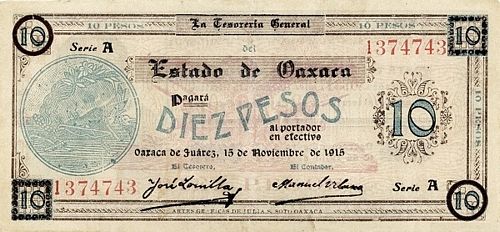 10 PESOS 10 PESOS
La Tesorería General
10 Serie A del 1374743 10
Estado de Oaxaca
Pagará
DIEZ PESOS
10
al portador
en efectivo
Oaxaca de Juárez, 15 de Noviembre de 1915
El Tesorero, El Contador,
10 1374743 Serie A 10